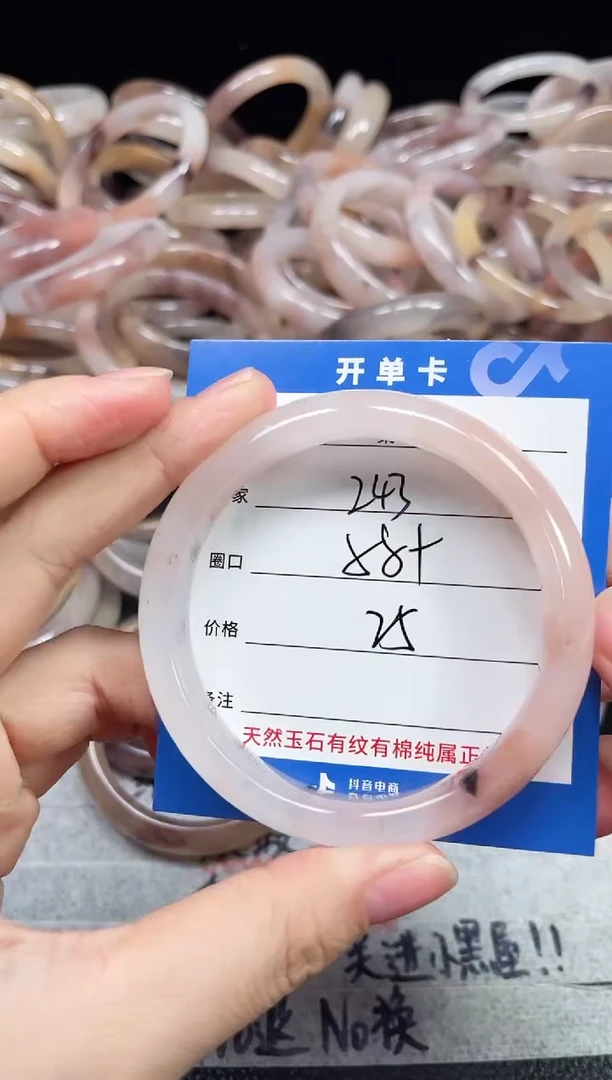 开单卡
家 243
圈口 58+
价格 25
注
天然玉石有纹有棉纯属正
抖音电商
关进小黑屋!!
退 No换